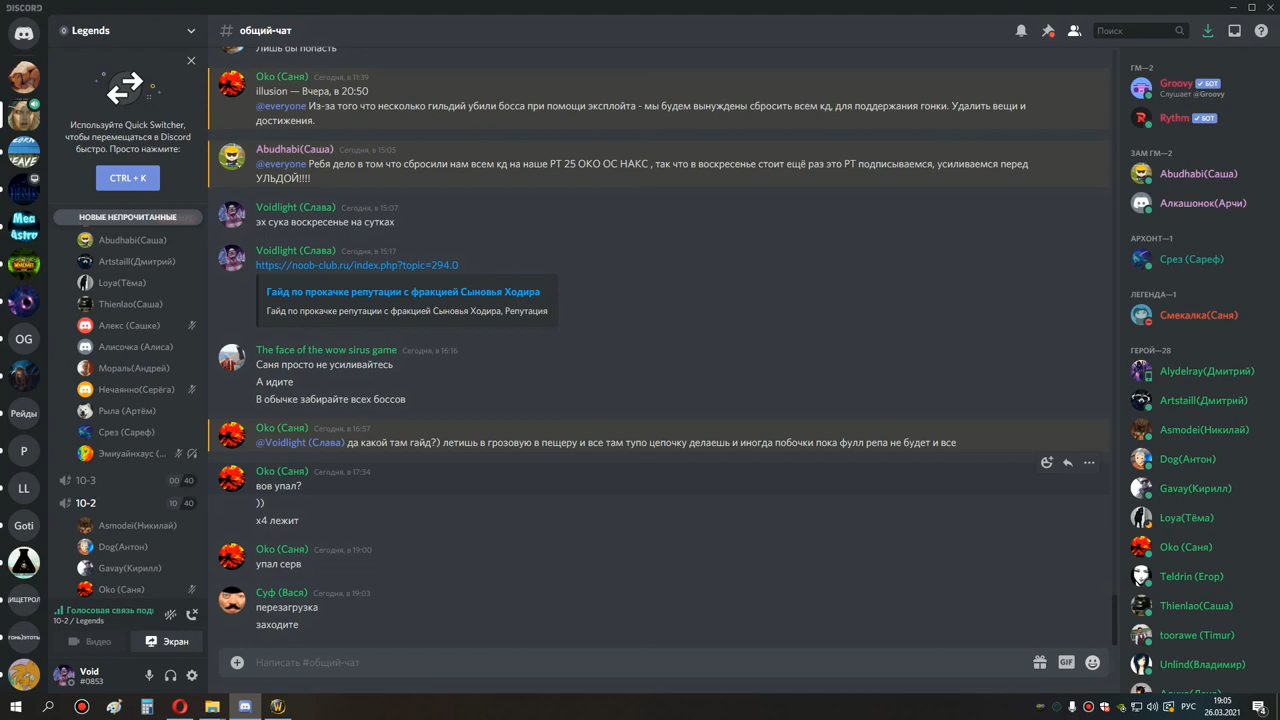 DISCORD
Legends
# общий-чат
Поиск
Используйте Quick Switcher,
чтобы перемещаться в Discord
быстро. Просто нажмите:
CTRL + K
НОВЫЕ НЕПРОЧИТАННЫЕ
Abudhabi(Саша)
Artstaill(Дмитрий)
Loya(Тёма)
Thienlao(Саша)
Алекс (Сашке)
Алисочка (Алиса)
Мораль(Андрей)
Нечаянно(Серёга)
Рыла (Артём)
Срез (Сареф)
Эмиуайнхаус (...
10-3
00 40
10-2
10 40
Asmodei(Никилай)
Dog(Антон)
Gavay(Кирилл)
Oko (Саня)
Голосовая связь под
10-2 / Legends
Видео
Экран
Void
#0853
Mea
Astro
OG
Рейды
P
LL
Goti
Лишь бы попасть
Oko (Саня) Сегодня, в 11:39
illusion — Вчера, в 20:50
@everyone Из-за того что несколько гильдий убили босса при помощи эксплойта - мы будем вынуждены сбросить всем кд, для поддержания гонки. Удалить вещи и
достижения.
Abudhabi(Саша) Сегодня, в 15:05
@everyone Ребя дело в том что сбросили нам всем кд на наше РТ 25 ОКО ОС НАКС , так что в воскресенье стоит ещё раз это РТ подписываемся, усиливаемся перед
УЛЬДОЙ!!!!
Voidlight (Слава) Сегодня, в 15:07
эх сука воскресенье на сутках
Voidlight (Слава) Сегодня, в 15:17
https://noob-club.ru/index.php?topic=294.0
Гайд по прокачке репутации с фракцией Сыновья Ходира
Гайд по прокачке репутации с фракцией Сыновья Ходира, Репутация
The face of the wow sirus game Сегодня, в 16:16
Саня просто не усиливайтесь
А идите
В обычке забирайте всех боссов
Oko (Саня) Сегодня, в 16:57
@Voidlight (Слава) да какой там гайд?) летишь в грозовую в пещеру и все там тупо цепочку делаешь и иногда побочки пока фулл репа не будет и все
Oko (Саня) Сегодня, в 17:34
вов упал?
))
х4 лежит
Oko (Саня) Сегодня, в 19:00
упал серв
Суф (Вася) Сегодня, в 19:03
перезагрузка
заходите
Написать #общий-чат
GIF
ГМ—2
Groovy БОТ
Слушает @Groovy
Rythm БОТ
ЗАМ ГМ—2
Abudhabi(Саша)
Алкашонок(Арчи)
АРХОНТ—1
Срез (Сареф)
ЛЕГЕНДА—1
Смекалка(Саня)
ГЕРОЙ—28
Alydelray(Дмитрий)
Artstaill(Дмитрий)
Asmodei(Никилай)
Dog(Антон)
Gavay(Кирилл)
Loya(Тёма)
Oko (Саня)
Teldrin (Егор)
Thienlao(Саша)
toorawe (Timur)
Unlind(Владимир)
РУС
19:05
26.03.2021